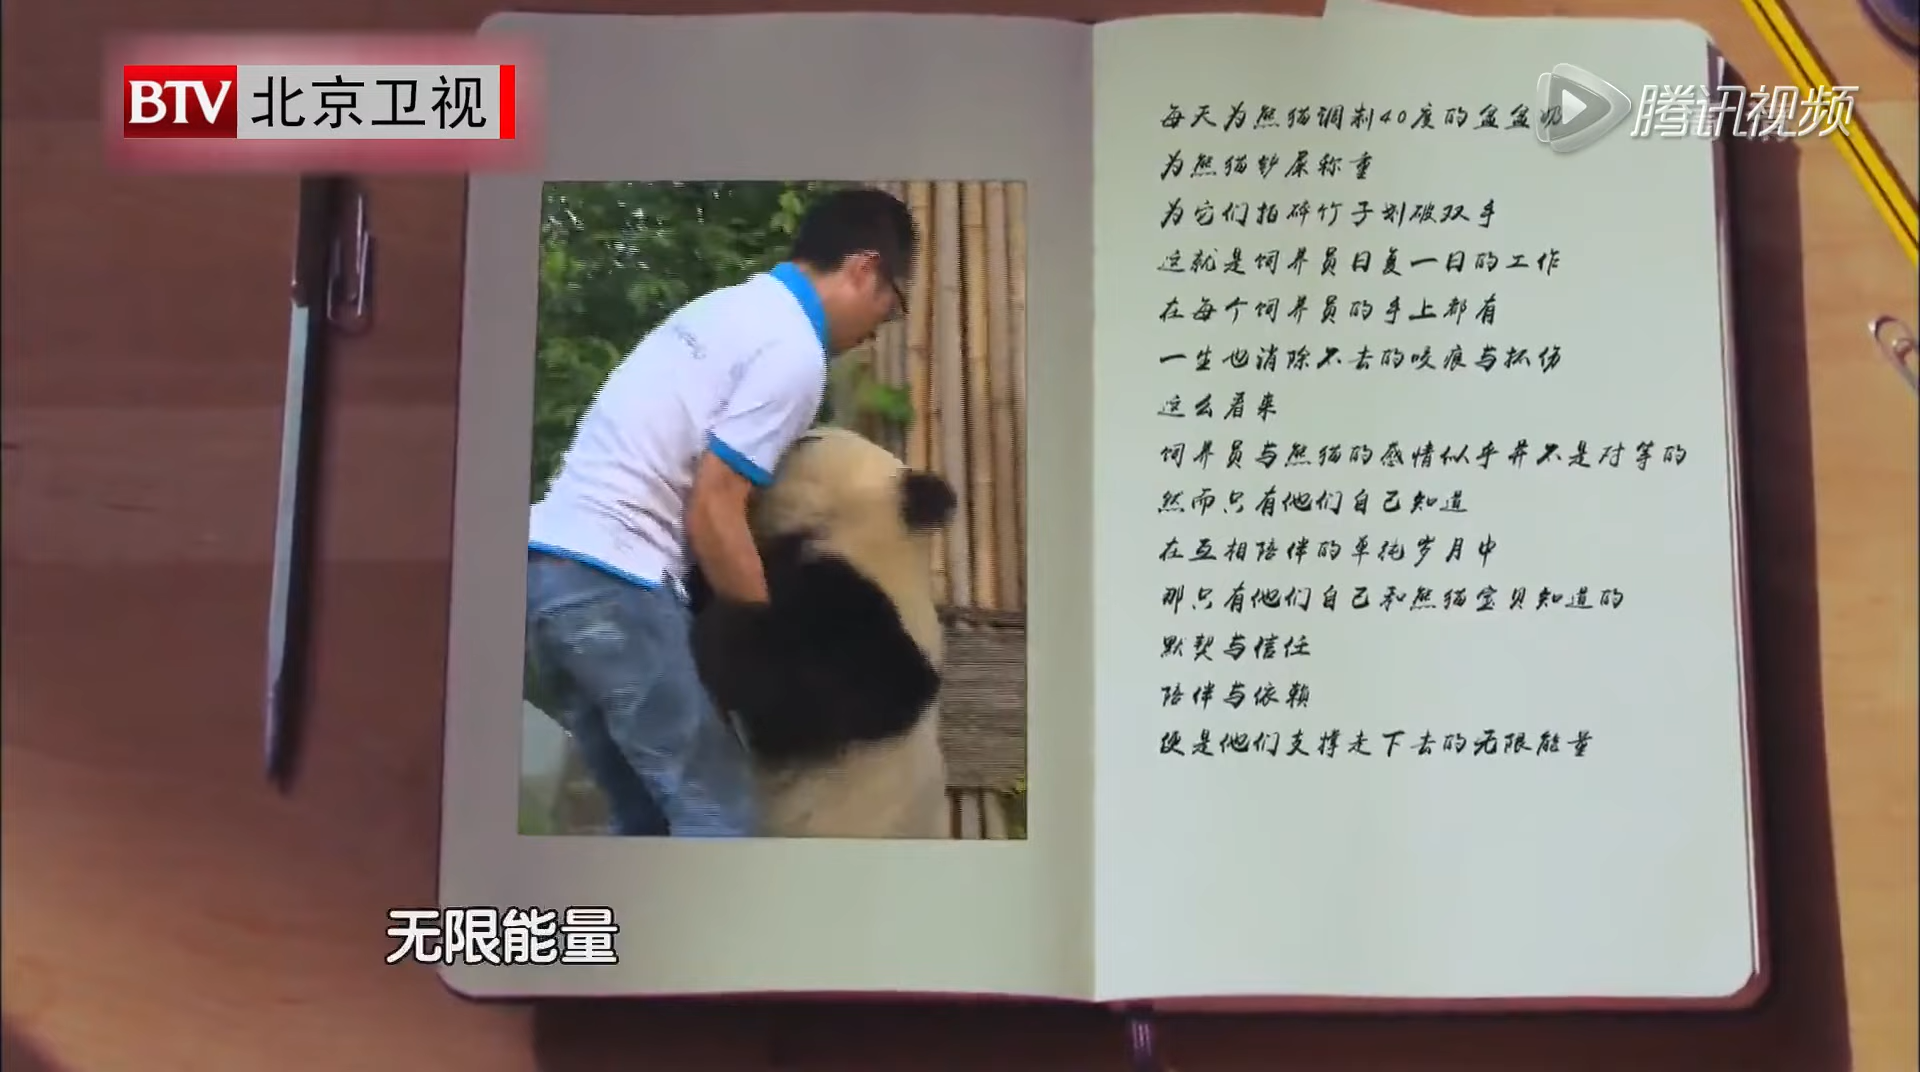 BTV 北京卫视
腾讯视频
每天为熊猫调制40度的盆盆奶
为熊猫铲屎称重
为它们拍碎竹子划破双手
这就是饲养员日复一日的工作
在每个饲养员的手上都有
一生也消除不去的咬痕与抓伤
这么看来
饲养员与熊猫的感情似乎并不是对等的
然而只有他们自己知道
在互相陪伴的单纯岁月中
那只有他们自己和熊猫宝贝知道的
默契与信任
陪伴与依赖
便是他们支撑走下去的无限能量
无限能量